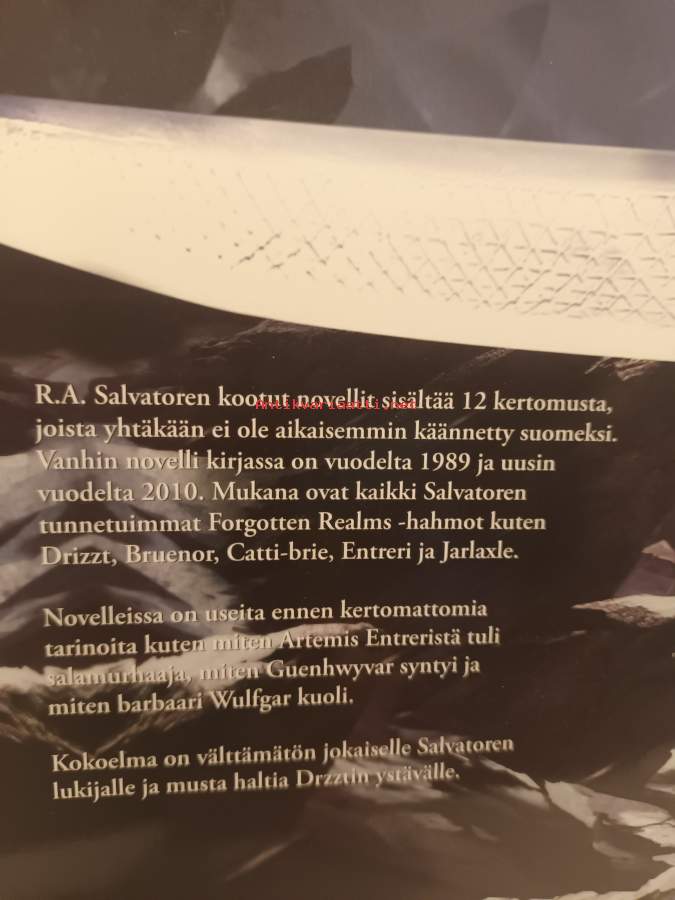 R.A. Salvatoren kootut novellit sisältää 12 kertomusta,
Antikvariaatti.net
joista yhtäkään ei ole aikaisemmin käännetty suomeksi.
Vanhin novelli kirjassa on vuodelta 1989 ja uusin
vuodelta 2010. Mukana ovat kaikki Salvatoren
tunnetuimmat Forgotten Realms -hahmot kuten
Drizzt, Bruenor, Catti-brie, Entreri ja Jarlaxle.
Novelleissa on useita ennen kertomattomia
tarinoita kuten miten Artemis Entreristä tuli
salamurhaaja, miten Guenhwyvar syntyi ja
miten barbaari Wulfgar kuoli.
Kokoelma on välttämätön jokaiselle Salvatoren
lukijalle ja musta haltia Drzztin ystävälle.